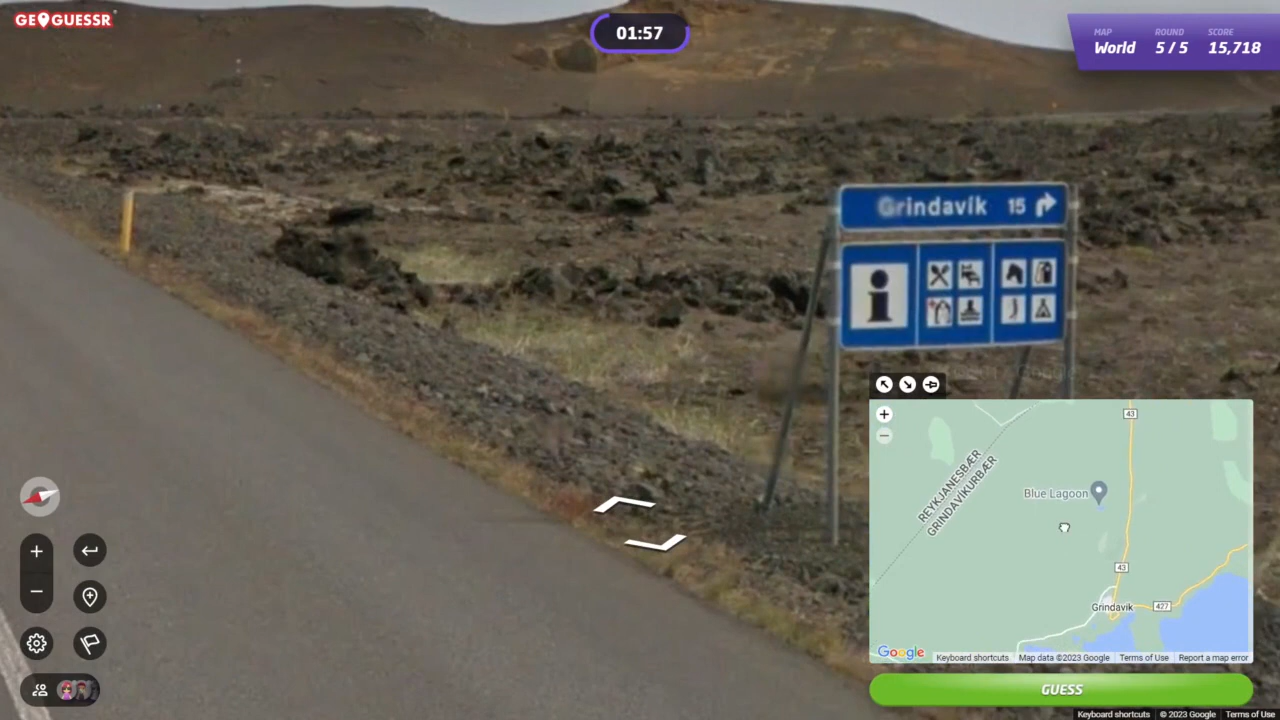 GEOGUESSR
01:57
MAP ROUND SCORE
World 5 / 5 15,718
Grindavík 15
43
REYKJANESBÆR
GRINDAVÍKURBÆR
Blue Lagoon
43
Grindavik
427
Google
Keyboard shortcuts Map data ©2023 Google Terms of Use Report a map error
GUESS
Keyboard shortcuts © 2023 Google Terms of Use